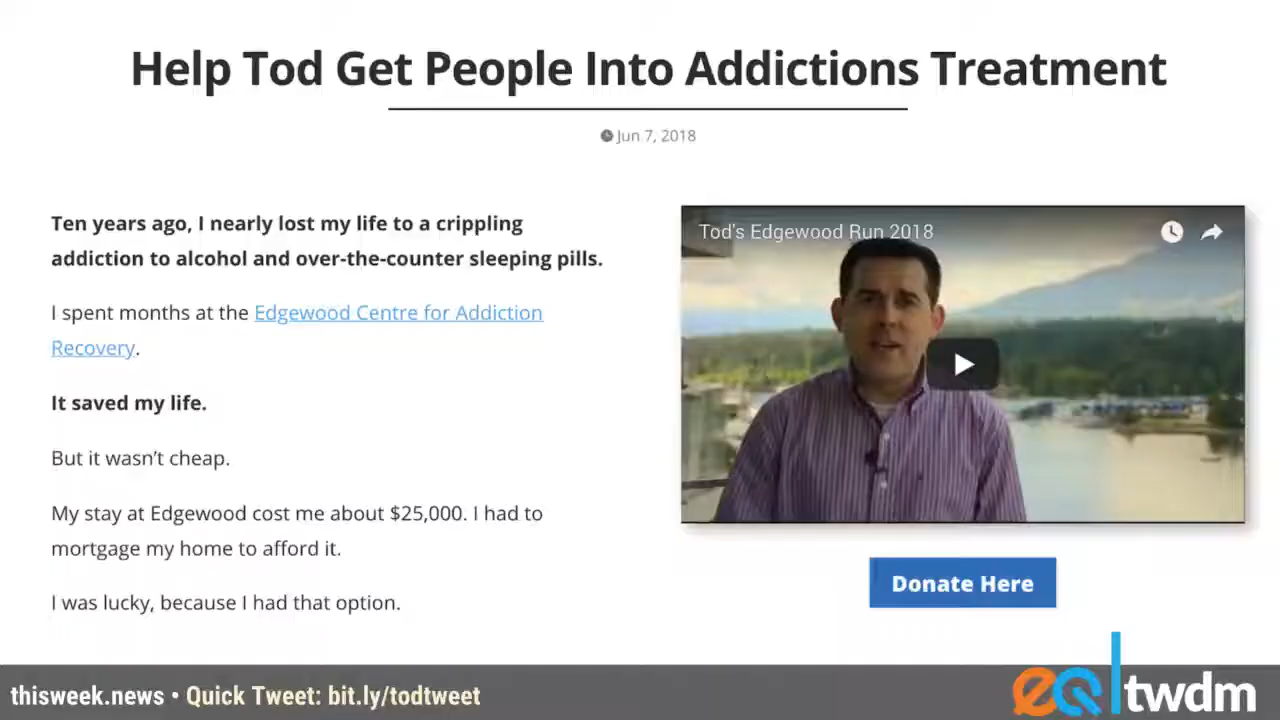 Help Tod Get People Into Addictions Treatment
Jun 7, 2018
Ten years ago, I nearly lost my life to a crippling
addiction to alcohol and over-the-counter sleeping pills.
I spent months at the Edgewood Centre for Addiction
Recovery.
It saved my life.
But it wasn’t cheap.
My stay at Edgewood cost me about $25,000. I had to
mortgage my home to afford it.
I was lucky, because I had that option.
Tod's Edgewood Run 2018
Donate Here
thisweek.news • Quick Tweet: bit.ly/todtweet
eq twdm